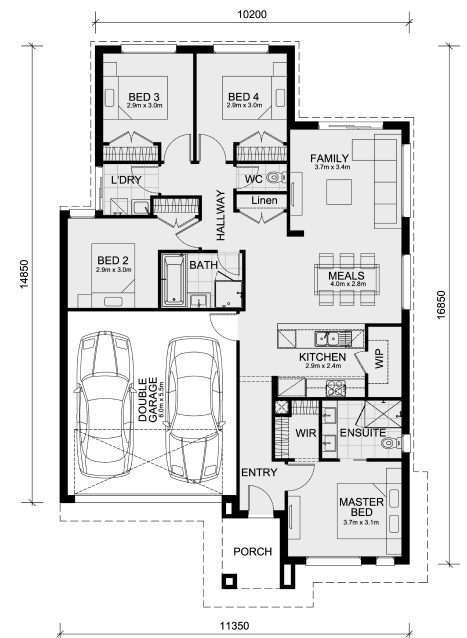 10200
BED 3
2.9m x 3.0m
BED 4
2.9m x 3.0m
FAMILY
3.7m x 3.4m
L'DRY
WC
Linen
HALLWAY
BED 2
2.9m x 3.0m
BATH
MEALS
4.0m x 2.8m
14850
16850
KITCHEN
2.9m x 2.4m
WIP
DOUBLE
GARAGE
6.0m x 5.5m
WIR
ENSUITE
ENTRY
MASTER
BED
3.7m x 3.1m
PORCH
11350